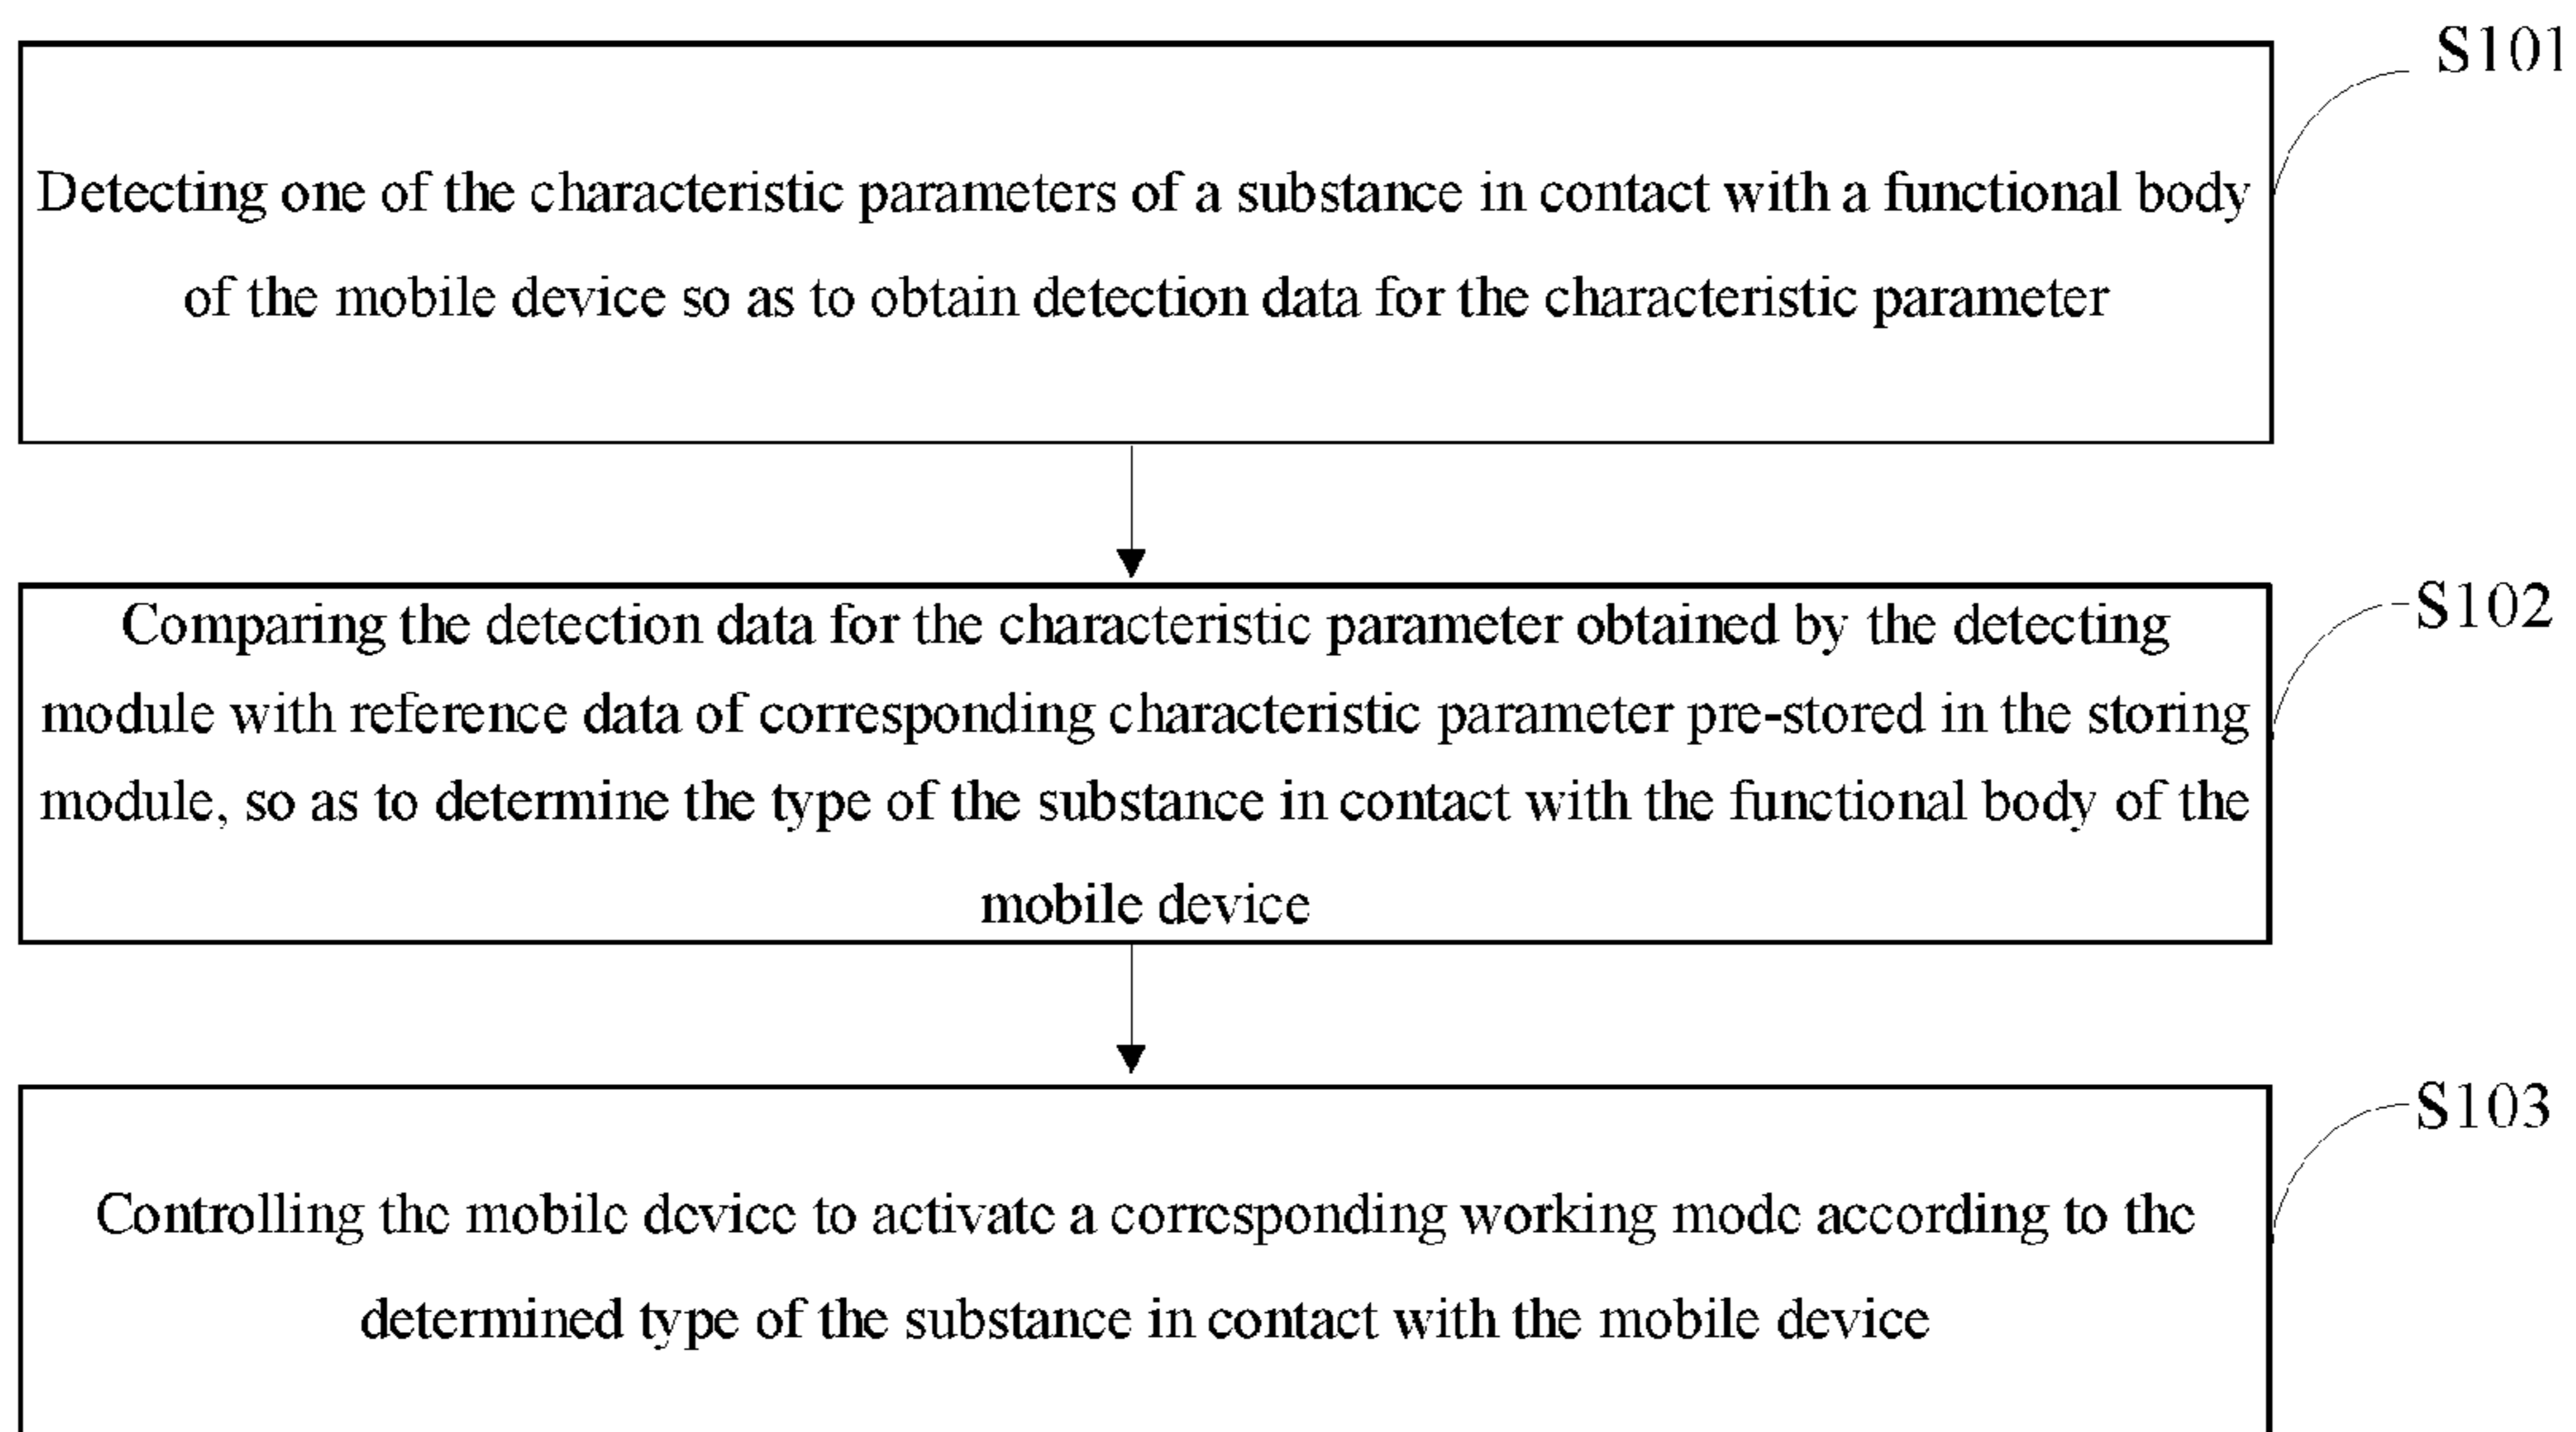 S101
Detecting one of the characteristic parameters of a substance in contact with a functional body
of the mobile device so as to obtain detection data for the characteristic parameter
S102
Comparing the detection data for the characteristic parameter obtained by the detecting
module with reference data of corresponding characteristic parameter pre-stored in the storing
module, so as to determine the type of the substance in contact with the functional body of the
mobile device
S103
Controlling the mobile device to activate a corresponding working mode according to the
determined type of the substance in contact with the mobile device